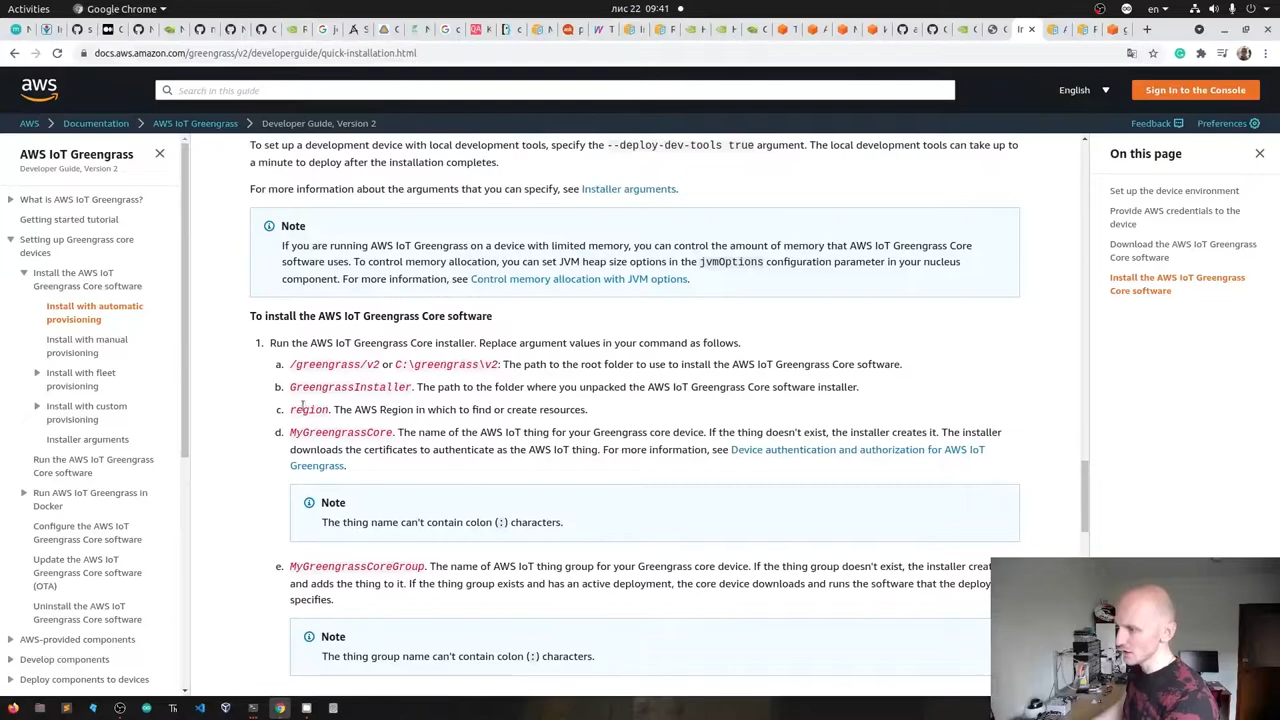 Activities
Google Chrome
лис 22 09:41
en
docs.aws.amazon.com/greengrass/v2/developerguide/quick-installation.html
aws
Search in this guide
English
Sign In to the Console
AWS
Documentation
AWS IoT Greengrass
Developer Guide, Version 2
Feedback
Preferences
AWS IoT Greengrass
Developer Guide, Version 2
What is AWS IoT Greengrass?
Getting started tutorial
Setting up Greengrass core
devices
Install the AWS IoT
Greengrass Core software
Install with automatic
provisioning
Install with manual
provisioning
Install with fleet
provisioning
Install with custom
provisioning
Installer arguments
Run the AWS IoT Greengrass
Core software
Run AWS IoT Greengrass in
Docker
Configure the AWS IoT
Greengrass Core software
Update the AWS IoT
Greengrass Core software
(OTA)
Uninstall the AWS IoT
Greengrass Core software
AWS-provided components
Develop components
Deploy components to devices
To set up a development device with local development tools, specify the --deploy-dev-tools true argument. The local development tools can take up to
a minute to deploy after the installation completes.
For more information about the arguments that you can specify, see Installer arguments.
Note
If you are running AWS IoT Greengrass on a device with limited memory, you can control the amount of memory that AWS IoT Greengrass Core
software uses. To control memory allocation, you can set JVM heap size options in the jvmOptions configuration parameter in your nucleus
component. For more information, see Control memory allocation with JVM options.
To install the AWS IoT Greengrass Core software
1. Run the AWS IoT Greengrass Core installer. Replace argument values in your command as follows.
a. /greengrass/v2 or C:\greengrass\v2: The path to the root folder to use to install the AWS IoT Greengrass Core software.
b. GreengrassInstaller. The path to the folder where you unpacked the AWS IoT Greengrass Core software installer.
c. region. The AWS Region in which to find or create resources.
d. MyGreengrassCore. The name of the AWS IoT thing for your Greengrass core device. If the thing doesn't exist, the installer creates it. The installer
downloads the certificates to authenticate as the AWS IoT thing. For more information, see Device authentication and authorization for AWS IoT
Greengrass.
Note
The thing name can't contain colon (:) characters.
e. MyGreengrassCoreGroup. The name of AWS IoT thing group for your Greengrass core device. If the thing group doesn't exist, the installer creat
and adds the thing to it. If the thing group exists and has an active deployment, the core device downloads and runs the software that the deploy
specifies.
Note
The thing group name can't contain colon (:) characters.
On this page
Set up the device environment
Provide AWS credentials to the
device
Download the AWS IoT Greengrass
Core software
Install the AWS IoT Greengrass
Core software